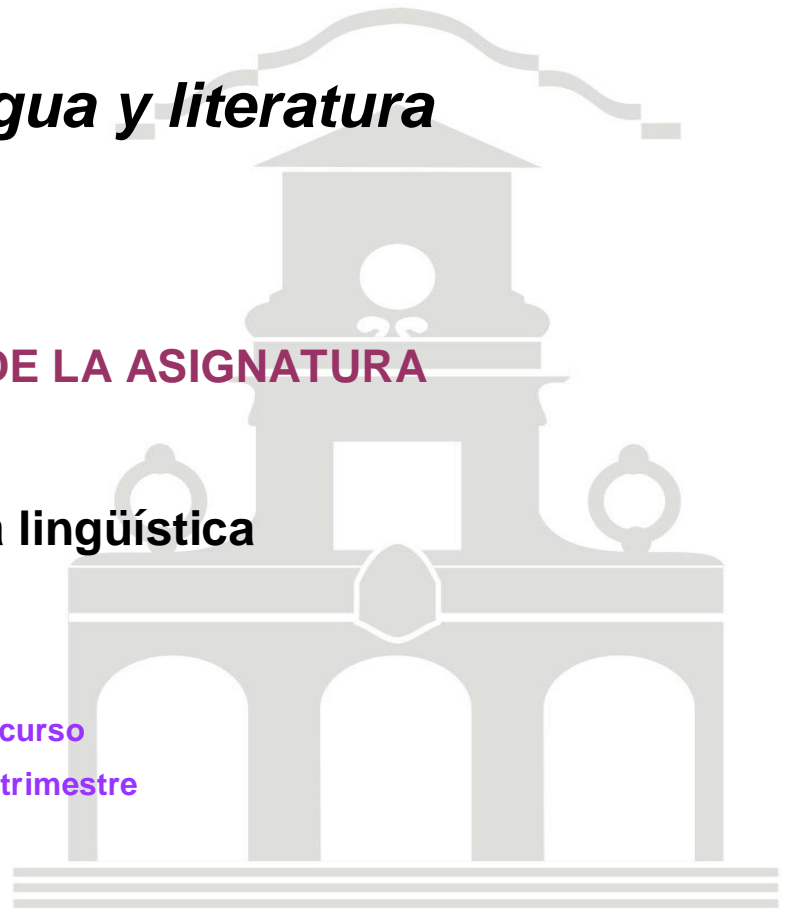 gua y literatura
DE LA ASIGNATURA
a lingüística
curso
trimestre